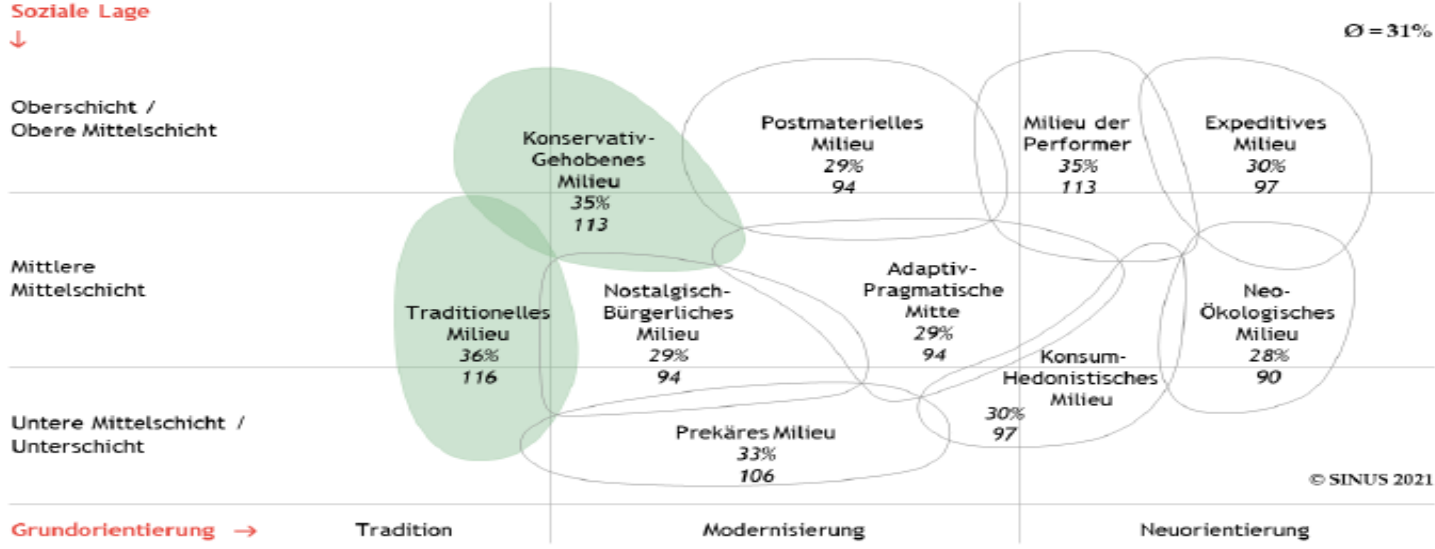 Soziale Lage
↓
Ø = 31%
Oberschicht /
Obere Mittelschicht
Konservativ-
Gehobenes
Milieu
35%
113
Postmaterielles
Milieu
29%
94
Milieu der
Performer
35%
113
Expeditives
Milieu
30%
97
Mittlere
Mittelschicht
Traditionelles
Milieu
36%
116
Nostalgisch-
Bürgerliches
Milieu
29%
94
Adaptiv-
Pragmatische
Mitte
29%
94
Konsum-
Hedonistisches
Milieu
30%
97
Neo-
Ökologisches
Milieu
28%
90
Untere Mittelschicht /
Unterschicht
Prekäres Milieu
33%
106
© SINUS 2021
Grundorientierung →
Tradition
Modernisierung
Neuorientierung